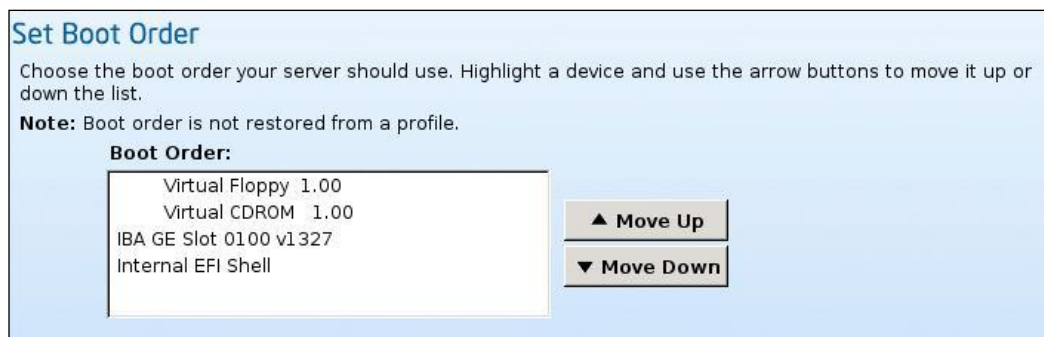 Set Boot Order
Choose the boot order your server should use. Highlight a device and use the arrow buttons to move it up or
down the list.
Note: Boot order is not restored from a profile.
Boot Order:
Virtual Floppy 1.00
Virtual CDROM 1.00
IBA GE Slot 0100 v1327
Internal EFI Shell
▲ Move Up
▼ Move Down